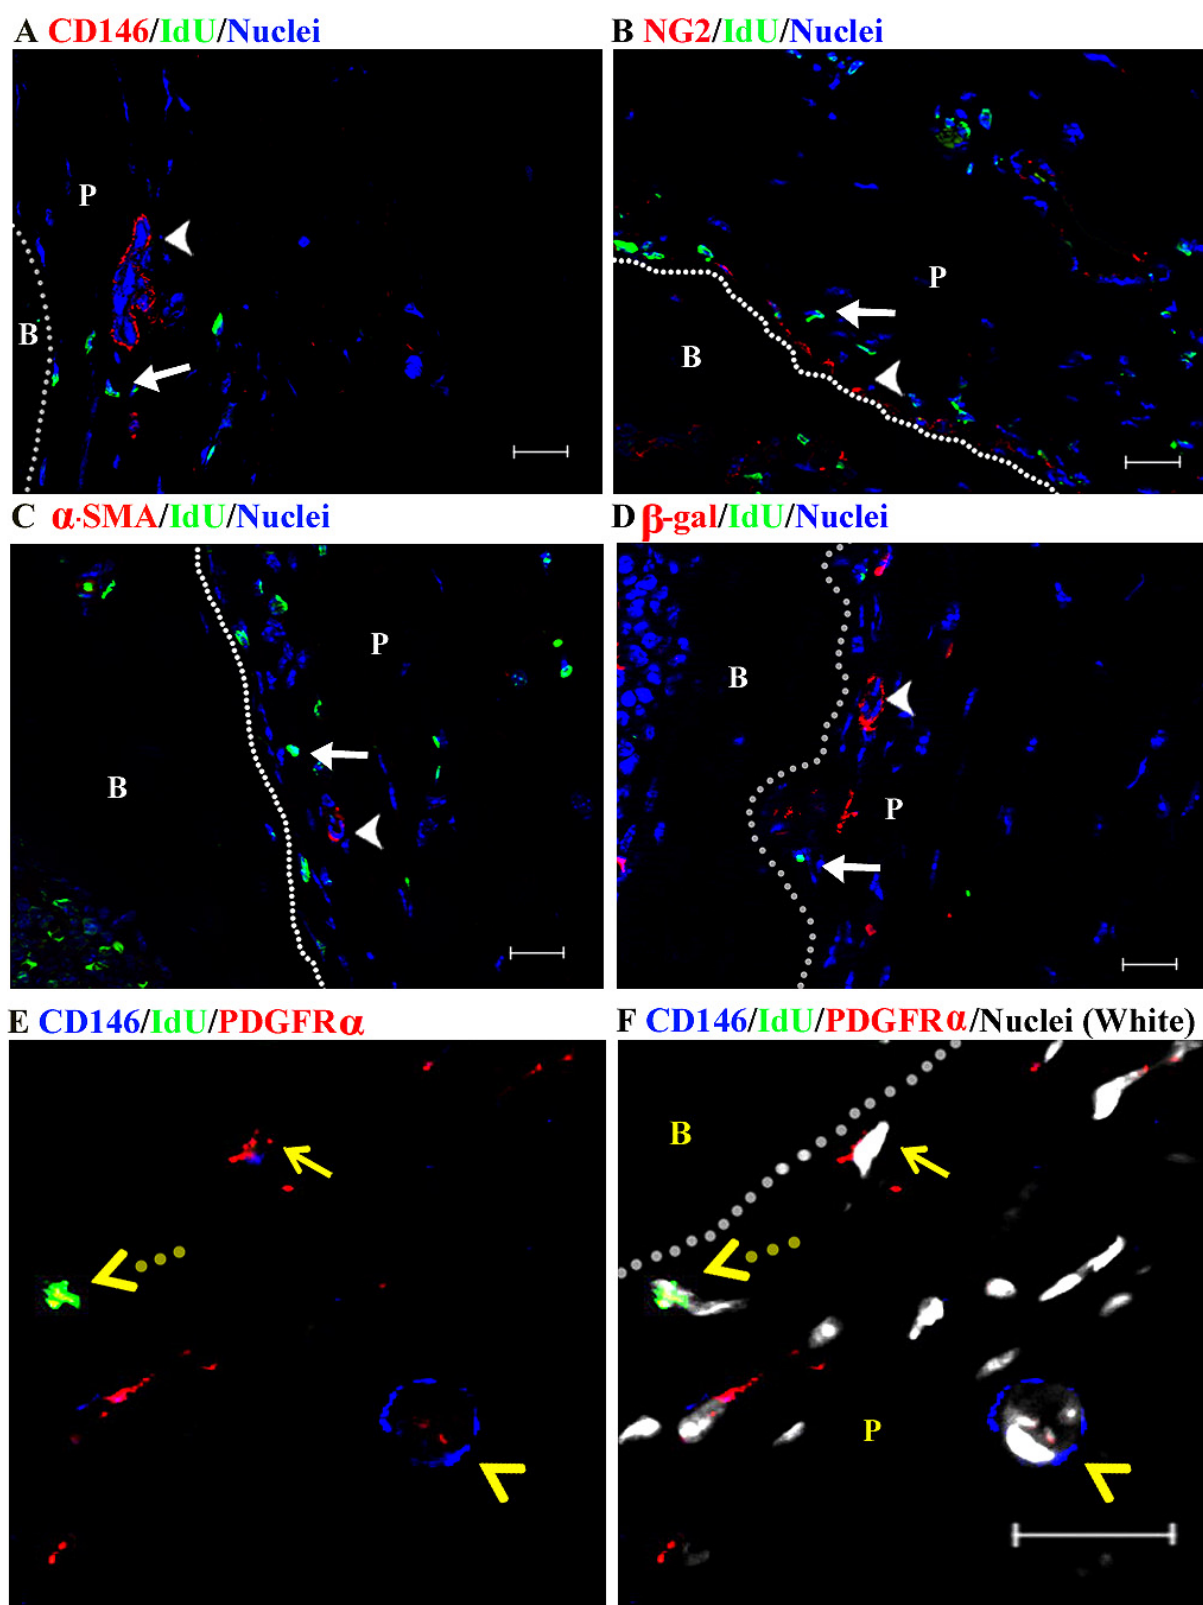 A CD146/IdU/Nuclei
B NG2/IdU/Nuclei
P
B
P
B
C α-SMA/IdU/Nuclei
D β-gal/IdU/Nuclei
P
B
B
P
E CD146/IdU/PDGFRα
F CD146/IdU/PDGFRα/Nuclei (White)
B
P